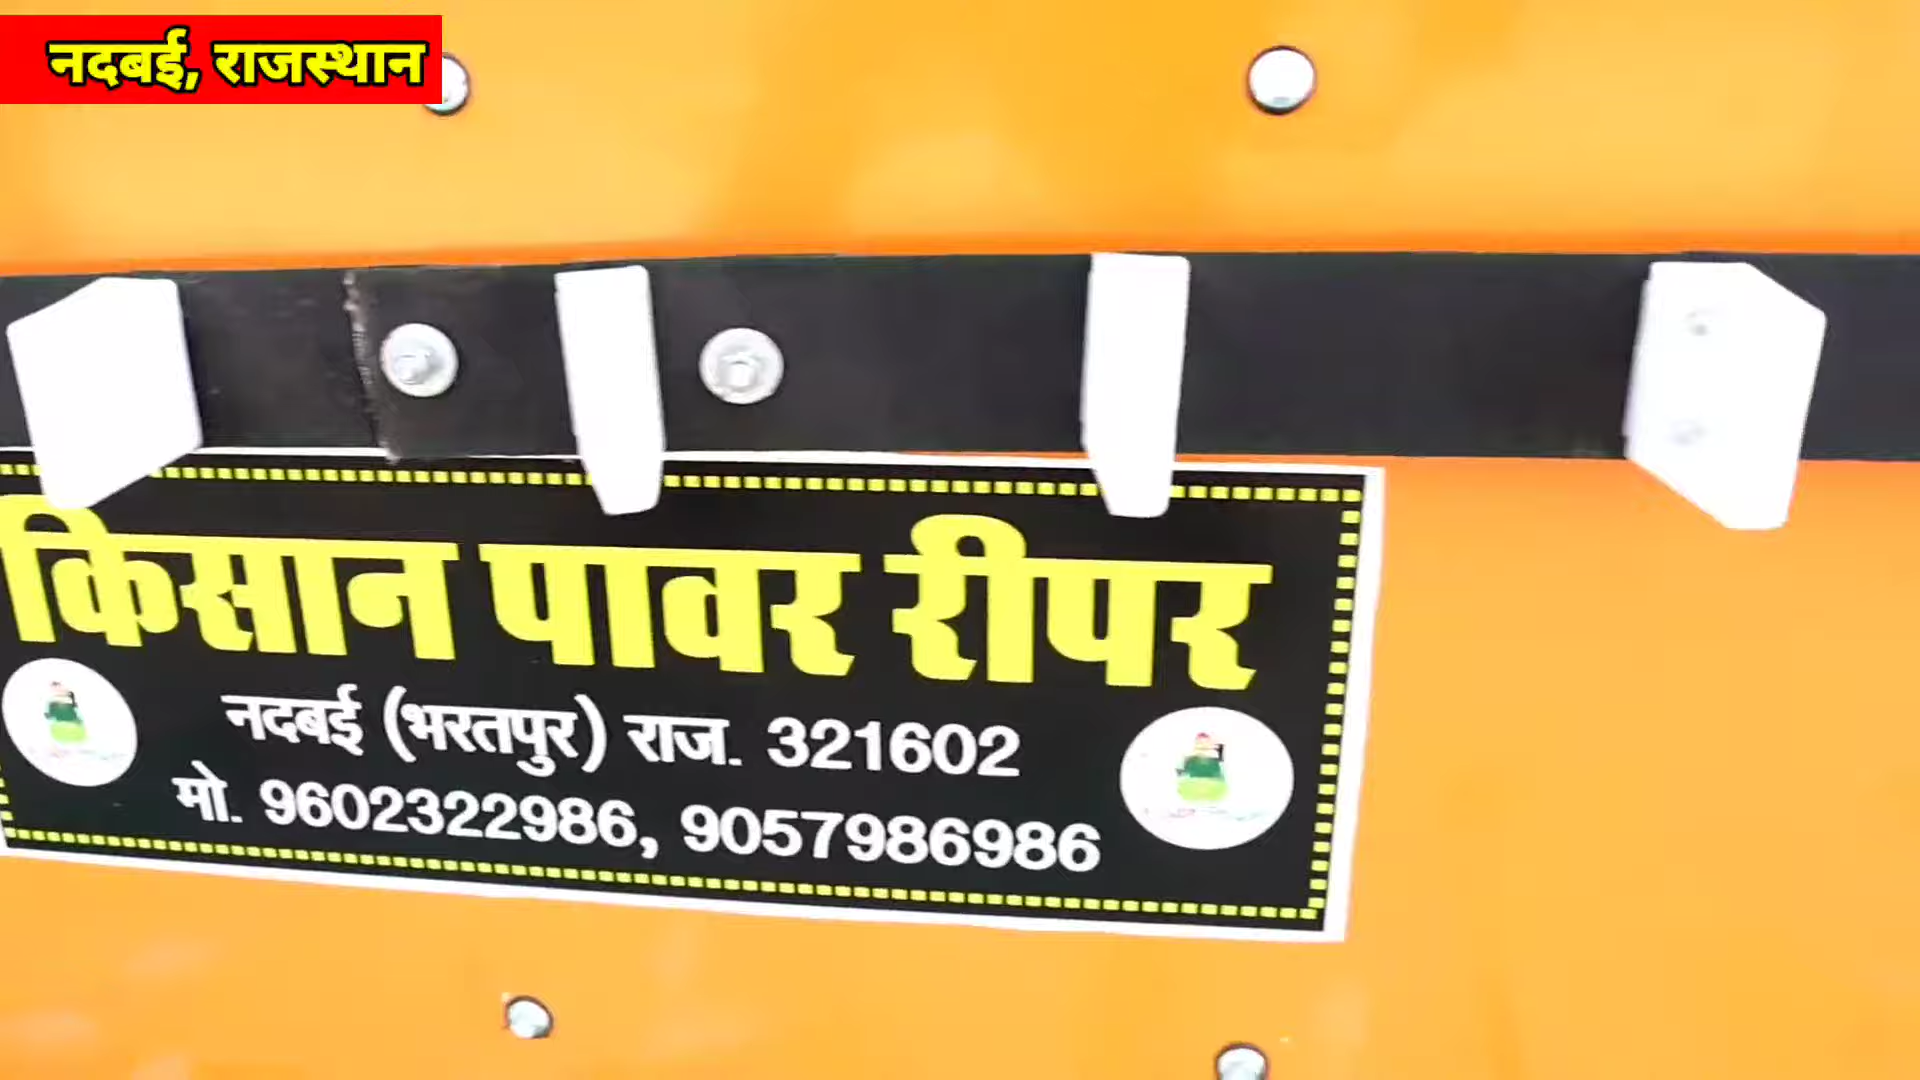 नदबई, राजस्थान
किसान पावर रीपर
नदबई (भरतपुर) राज. 321602
मो. 9602322986, 9057986986